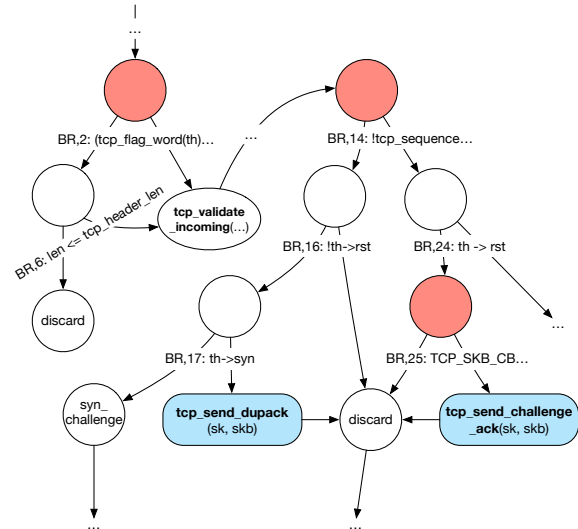 ...
BR,2: (tcp_flag_word(th)...
...
BR,14: !tcp_sequence...
tcp_validate
_incoming(...)
BR,6: len <= tcp_header_len
BR,16: !th->rst
BR,24: th -> rst
discard
...
BR,17: th->syn
BR,25: TCP_SKB_CB...
syn_
challenge
tcp_send_dupack
(sk, skb)
discard
tcp_send_challenge
_ack(sk, skb)
...
...